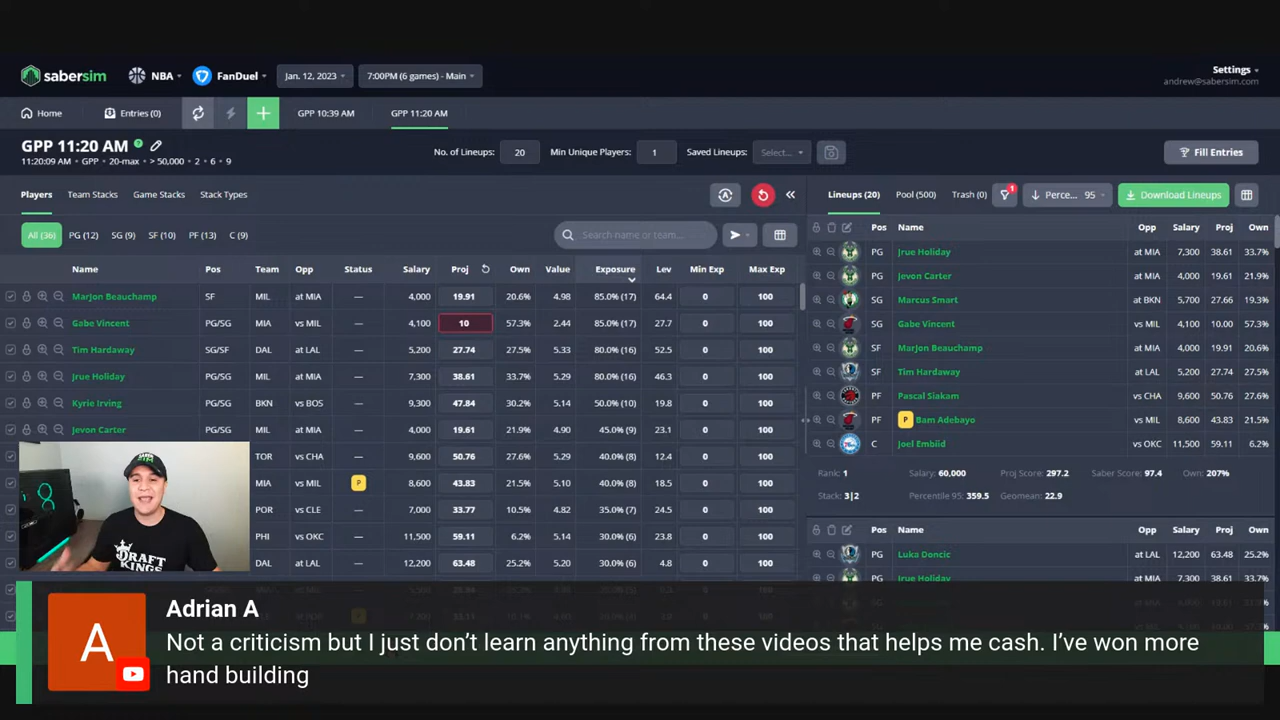 sabersim NBA FanDuel Jan. 12, 2023 7:00PM (6 games) - Main Settings
andrew@sabersim.com
Home Entries (0) GPP 10:39 AM GPP 11:20 AM
GPP 11:20 AM No. of Lineups: 20 Min Unique Players: 1 Saved Lineups: Select... Fill Entries
11:20:09 AM • GPP • 20-max • > 50,000 • 2 • 6 • 9
Players Team Stacks Game Stacks Stack Types
Lineups (20) Pool (500) Trash (0) 1 Perce... 95 Download Lineups
All (36) PG (12) SG (9) SF (10) PF (13) C (9) Search name or team...
Name Pos Team Opp Status Salary Proj Own Value Exposure Lev Min Exp Max Exp
MarJon Beauchamp SF MIL at MIA — 4,000 19.91 20.6% 4.98 85.0% (17) 64.4 0 100
Gabe Vincent PG/SG MIA vs MIL — 4,100 10 57.3% 2.44 85.0% (17) 27.7 0 100
Tim Hardaway SG/SF DAL at LAL — 5,200 27.74 27.5% 5.33 80.0% (16) 52.5 0 100
Jrue Holiday PG/SG MIL at MIA — 7,300 38.61 33.7% 5.29 80.0% (16) 46.3 0 100
Kyrie Irving PG/SG BKN vs BOS — 9,300 47.84 30.2% 5.14 50.0% (10) 19.8 0 100
Jevon Carter PG/SG MIL at MIA — 4,000 19.61 21.9% 4.90 45.0% (9) 23.1 0 100
TOR vs CHA — 9,600 50.76 27.6% 5.29 40.0% (8) 12.4 0 100
MIA vs MIL P 8,600 43.83 21.5% 5.10 40.0% (8) 18.5 0 100
POR vs CLE — 7,000 33.77 10.5% 4.82 35.0% (7) 24.5 0 100
PHI vs OKC — 11,500 59.11 6.2% 5.14 30.0% (6) 23.8 0 100
DAL at LAL — 12,200 63.48 25.2% 5.20 30.0% (6) 4.8 0 100
Pos Name Opp Salary Proj Own
PG Jrue Holiday at MIA 7,300 38.61 33.7%
PG Jevon Carter at MIA 4,000 19.61 21.9%
SG Marcus Smart at BKN 5,700 27.66 19.3%
SG Gabe Vincent vs MIL 4,100 10.00 57.3%
SF MarJon Beauchamp at MIA 4,000 19.91 20.6%
SF Tim Hardaway at LAL 5,200 27.74 27.5%
PF Pascal Siakam vs CHA 9,600 50.76 27.6%
PF P Bam Adebayo vs MIL 8,600 43.83 21.5%
C Joel Embiid vs OKC 11,500 59.11 6.2%
Rank: 1 Salary: 60,000 Proj Score: 297.2 Saber Score: 97.4 Own: 207%
Stack: 3|2 Percentile 95: 359.5 Geomean: 22.9
Pos Name Opp Salary Proj Own
PG Luka Doncic at LAL 12,200 63.48 25.2%
PG Jrue Holiday at MIA 7,300 38.61 33.7%
DRAFT
KINGS
A
Adrian A
Not a criticism but I just don't learn anything from these videos that helps me cash. I've won more
hand building